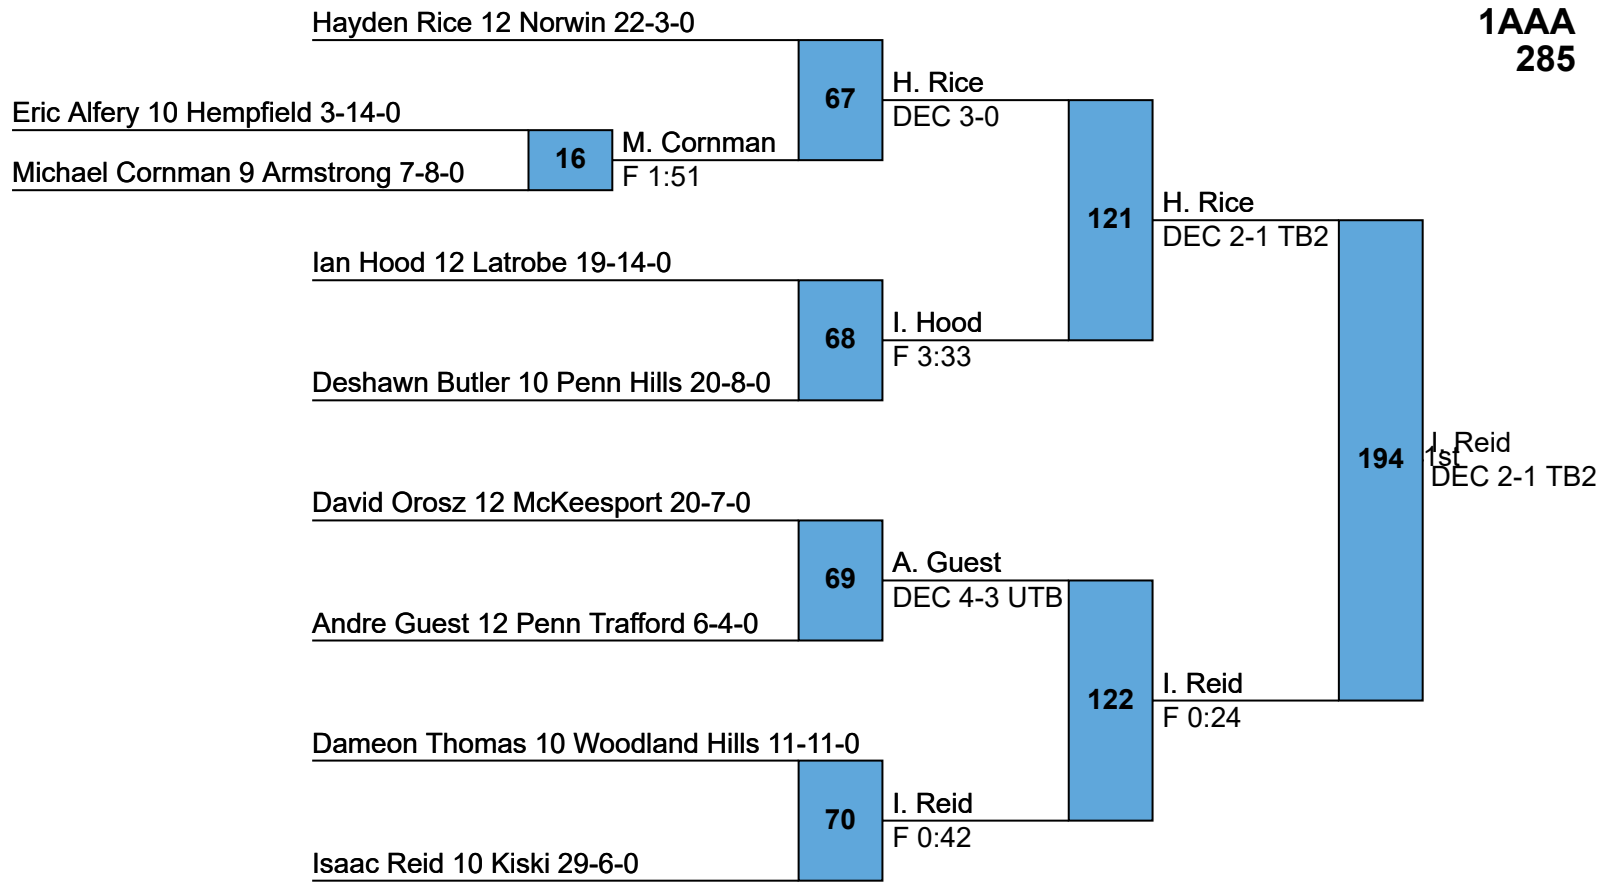 1AAA
285
Hayden Rice 12 Norwin 22-3-0
67
H. Rice
DEC 3-0
Eric Alfery 10 Hempfield 3-14-0
16
M. Cornman
F 1:51
Michael Cornman 9 Armstrong 7-8-0
121
H. Rice
DEC 2-1 TB2
Ian Hood 12 Latrobe 19-14-0
68
I. Hood
F 3:33
Deshawn Butler 10 Penn Hills 20-8-0
194
I. Reid
1st
DEC 2-1 TB2
David Orosz 12 McKeesport 20-7-0
69
A. Guest
DEC 4-3 UTB
Andre Guest 12 Penn Trafford 6-4-0
122
I. Reid
F 0:24
Dameon Thomas 10 Woodland Hills 11-11-0
70
I. Reid
F 0:42
Isaac Reid 10 Kiski 29-6-0